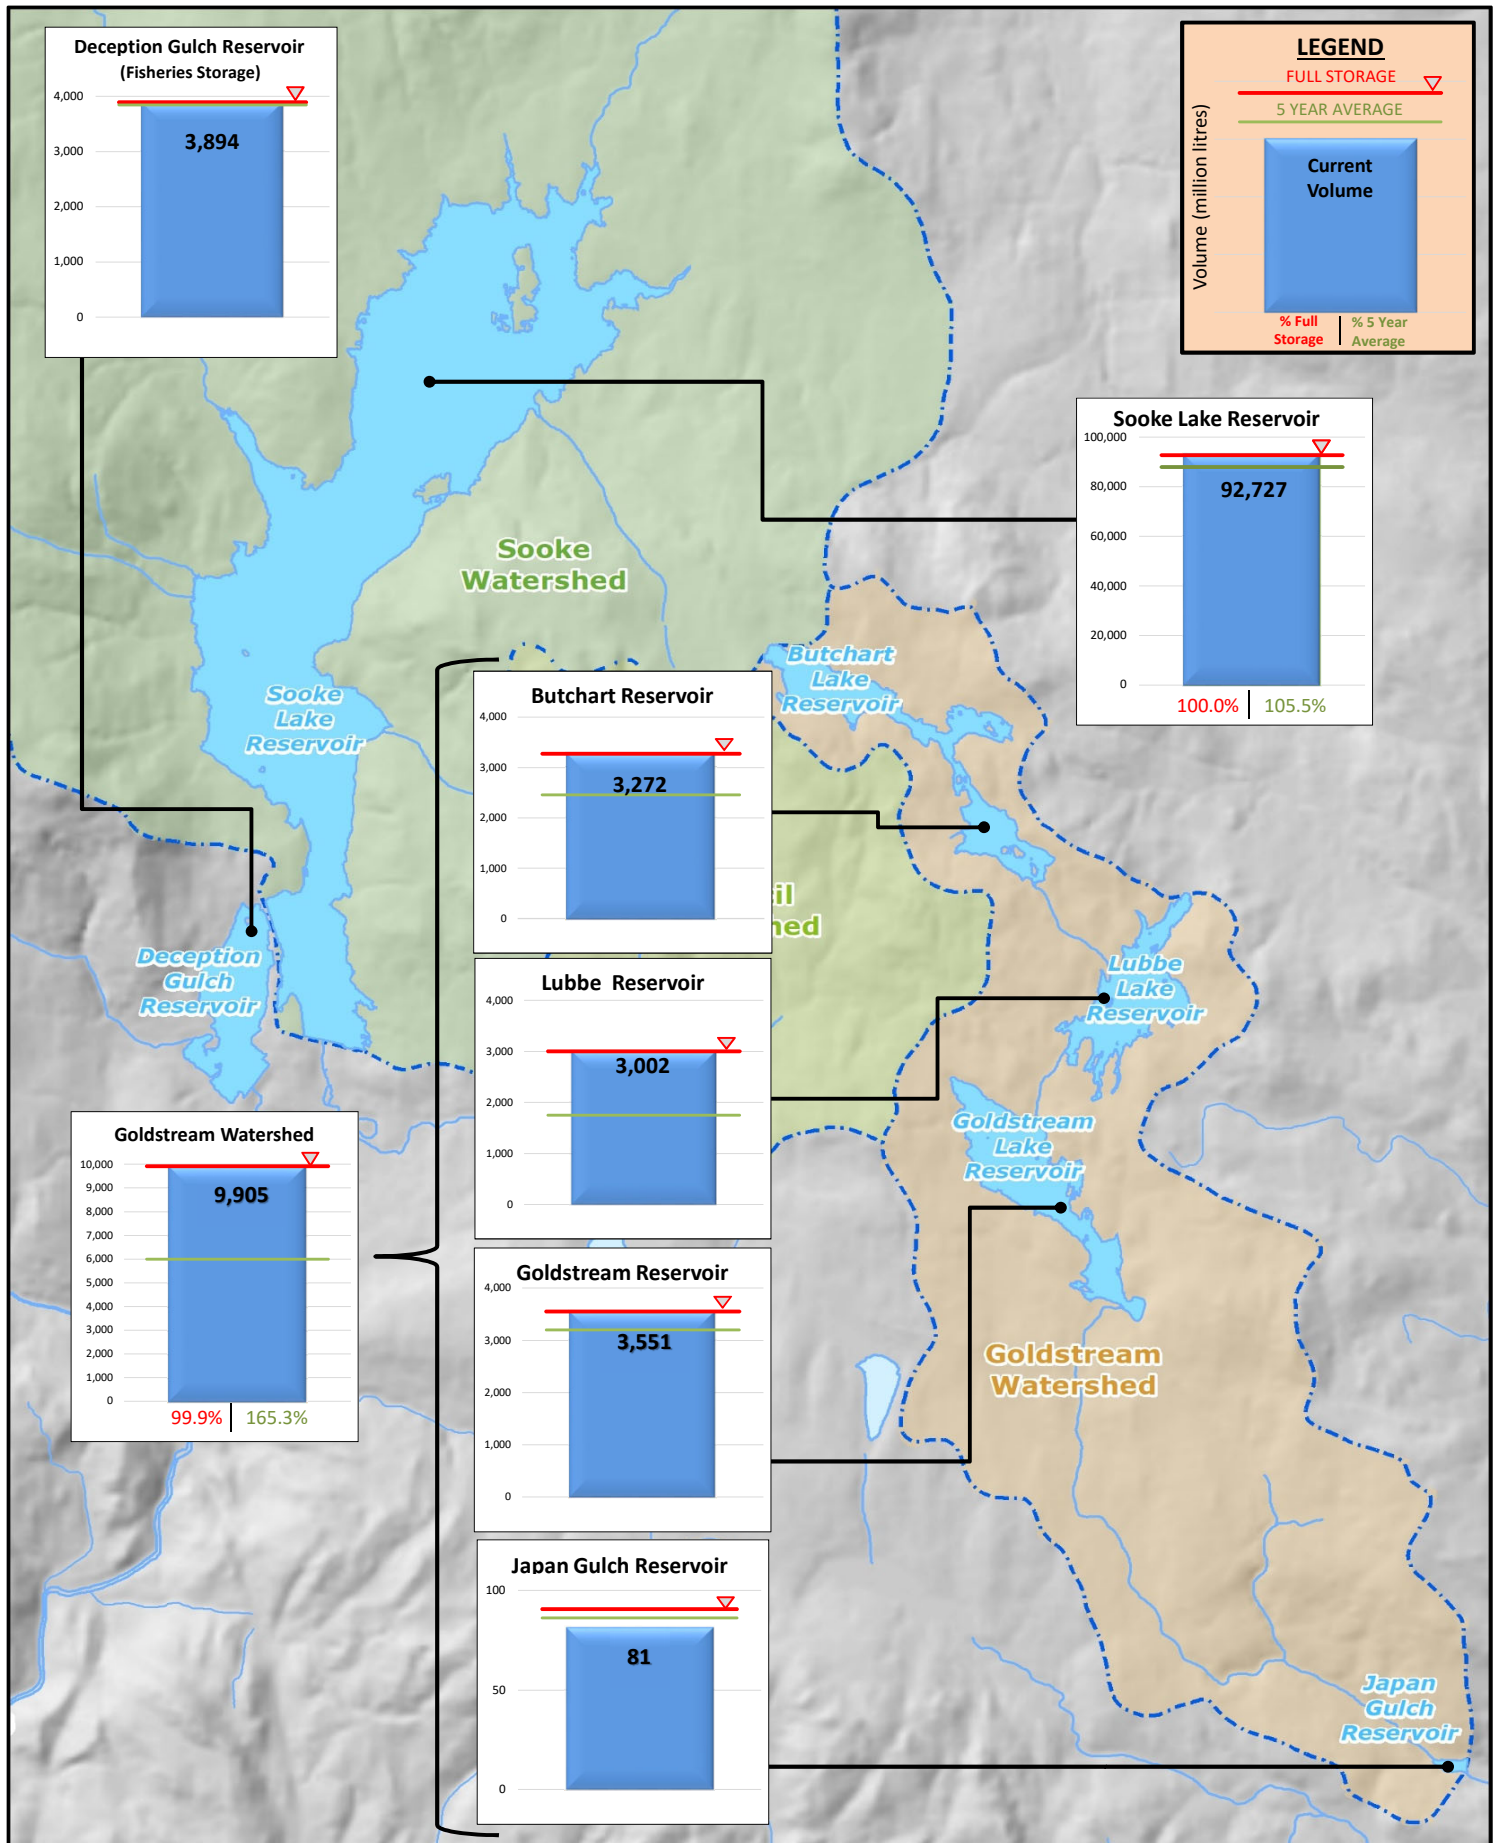 Deception Gulch Reservoir
(Fisheries Storage)
4,000
3,000
2,000
1,000
0
3,894
LEGEND
FULL STORAGE
5 YEAR AVERAGE
Current
Volume
Volume (million litres)
% Full
Storage
% 5 Year
Average
Sooke Lake Reservoir
100,000
80,000
60,000
40,000
20,000
0
92,727
100.0%
105.5%
Sooke
Watershed
Sooke
Lake
Reservoir
Butchart
Lake
Reservoir
Butchart Reservoir
4,000
3,000
2,000
1,000
0
3,272
Deception
Gulch
Reservoir
Lubbe
Lake
Reservoir
Lubbe Reservoir
4,000
3,000
2,000
1,000
0
3,002
Goldstream
Lake
Reservoir
Goldstream Watershed
10,000
9,000
8,000
7,000
6,000
5,000
4,000
3,000
2,000
1,000
0
9,905
99.9%
165.3%
Goldstream Reservoir
4,000
3,000
2,000
1,000
0
3,551
Goldstream
Watershed
Japan Gulch Reservoir
100
50
0
81
Japan
Gulch
Reservoir